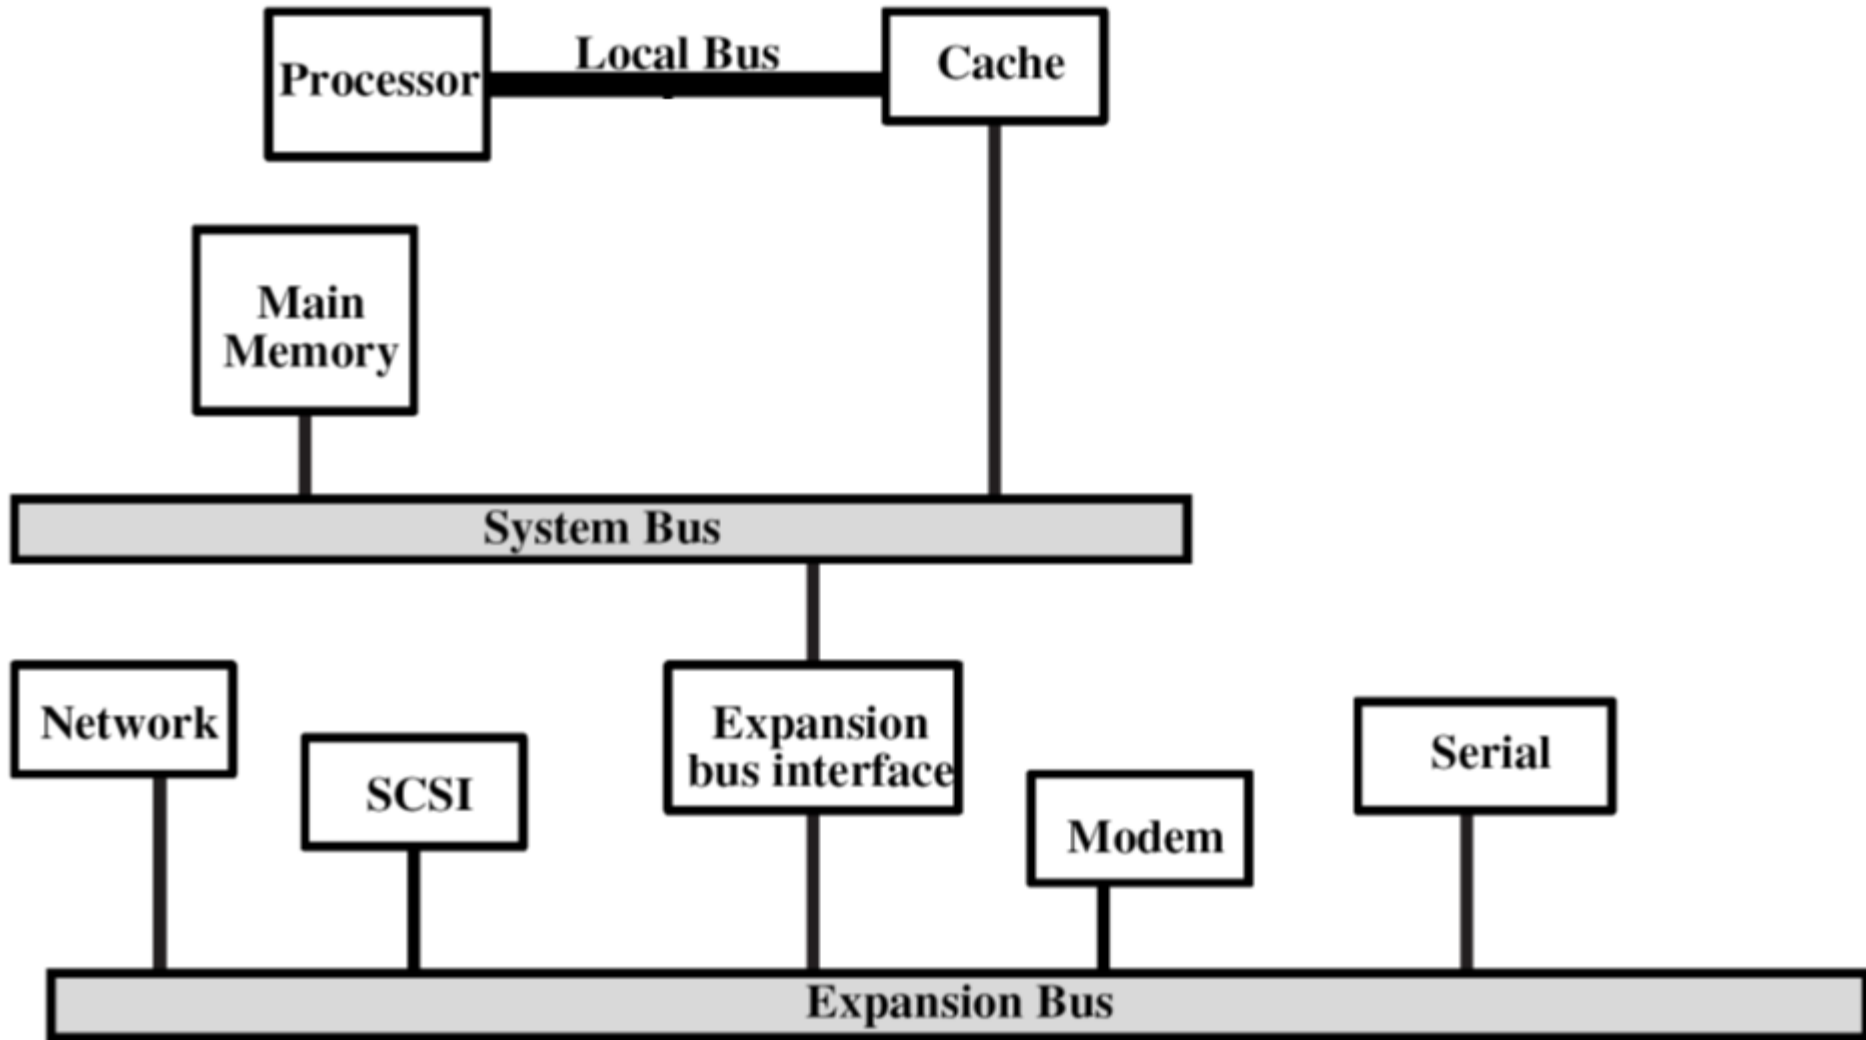 Local Bus
Processor
Cache
Main
Memory
System Bus
Network
SCSI
Expansion
bus interface
Modem
Serial
Expansion Bus